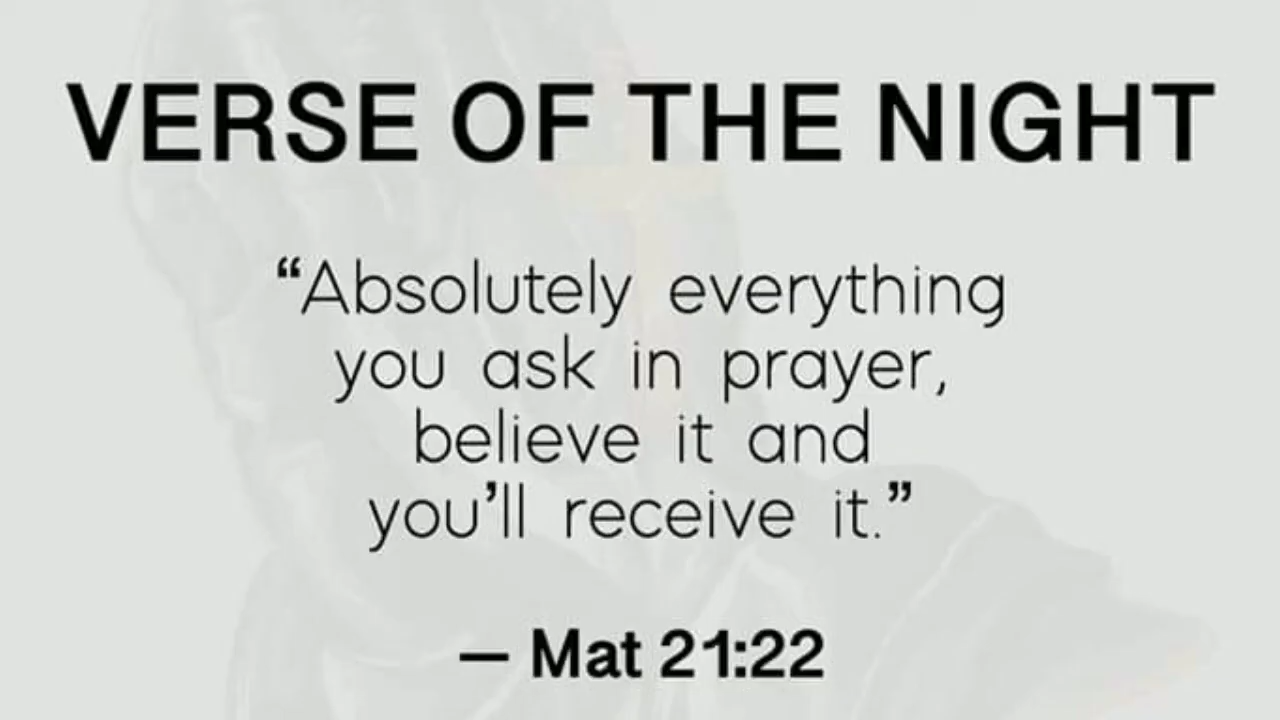 VERSE OF THE NIGHT
“Absolutely everything
you ask in prayer,
believe it and
you’ll receive it.”
— Mat 21:22